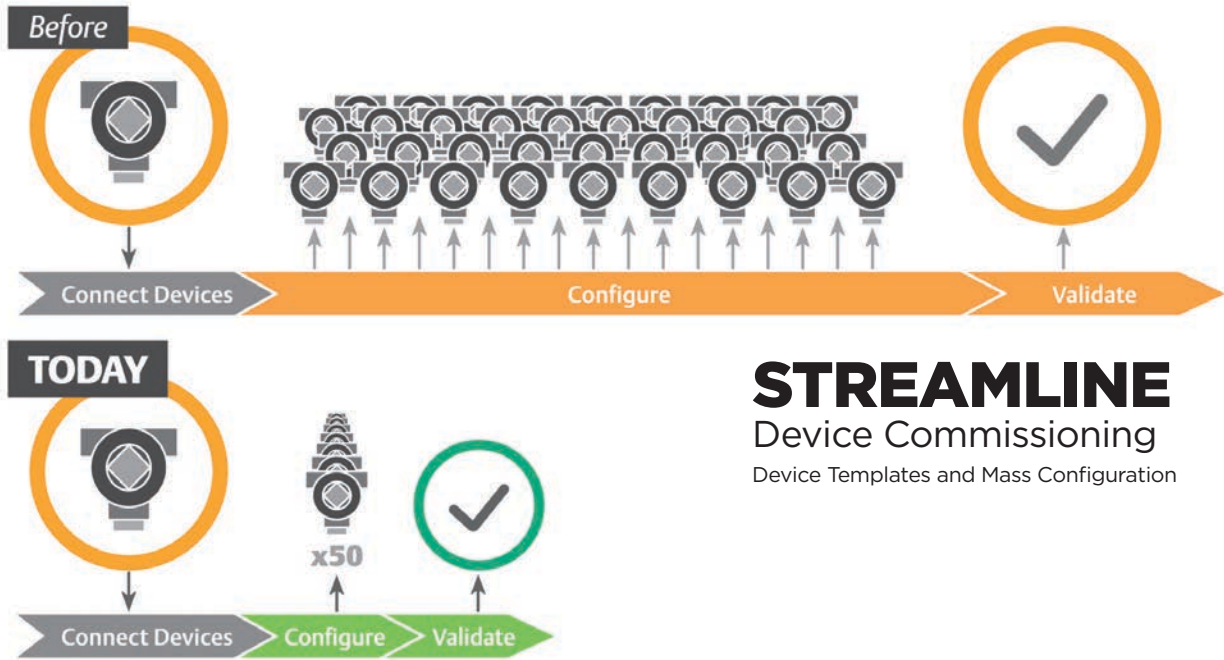 Before
Connect Devices
Configure
Validate
TODAY
STREAMLINE
Device Commissioning
Device Templates and Mass Configuration
x50
Connect Devices
Configure
Validate